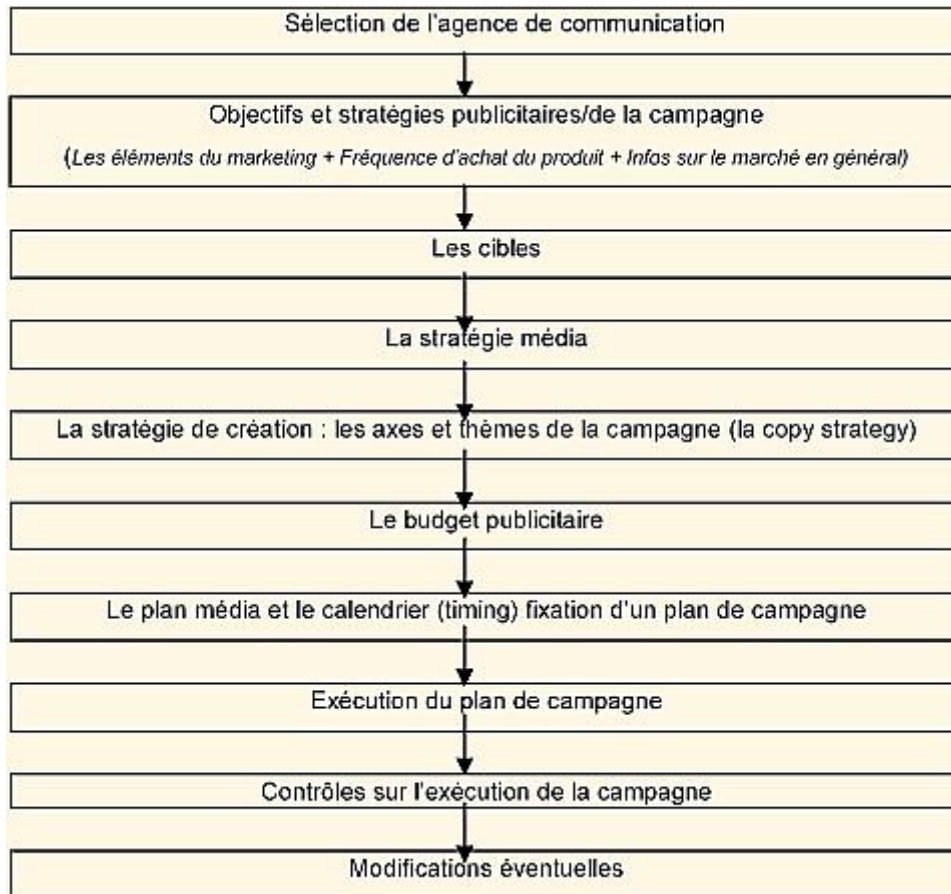 Sélection de l'agence de communication
Objectifs et stratégies publicitaires/de la campagne
(Les éléments du marketing + Fréquence d'achat du produit + Infos sur le marché en général)
Les cibles
La stratégie média
La stratégie de création : les axes et thèmes de la campagne (la copy strategy)
Le budget publicitaire
Le plan média et le calendrier (timing) fixation d'un plan de campagne
Exécution du plan de campagne
Contrôles sur l'exécution de la campagne
Modifications éventuelles